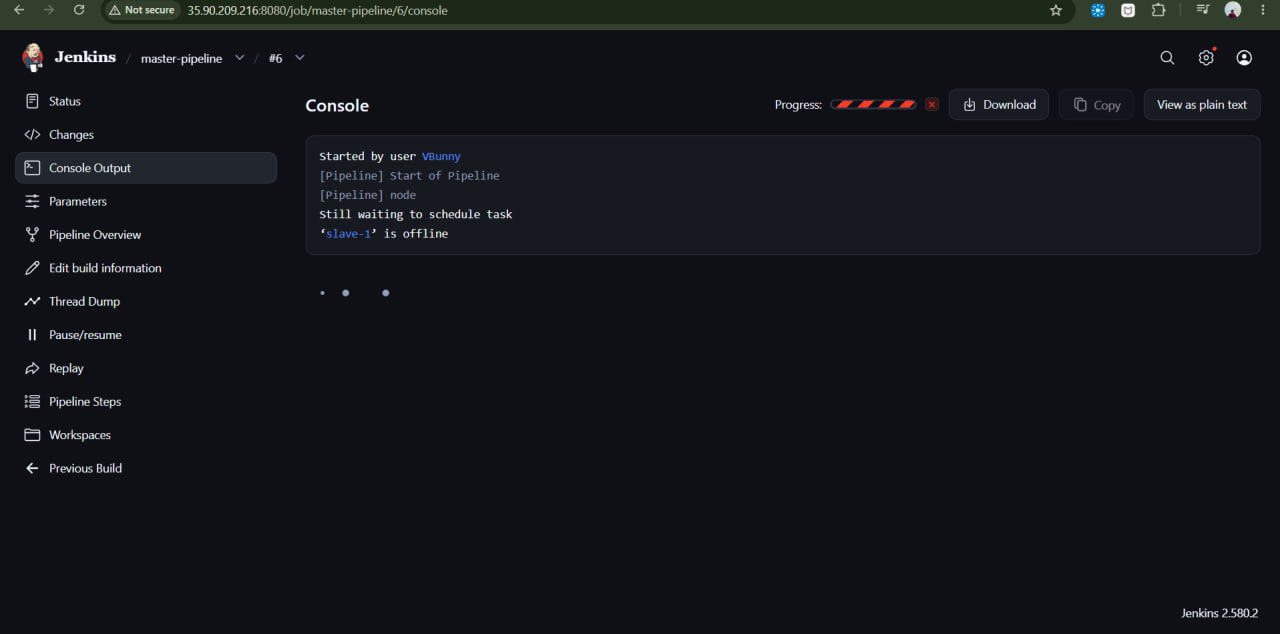 Not secure 35.90.209.216:8080/job/master-pipeline/6/console
Jenkins / master-pipeline / #6
Status
Changes
Console Output
Parameters
Pipeline Overview
Edit build information
Thread Dump
Pause/resume
Replay
Pipeline Steps
Workspaces
Previous Build
Console
Progress:
Download
Copy
View as plain text
Started by user VBunny
[Pipeline] Start of Pipeline
[Pipeline] node
Still waiting to schedule task
‘slave-1’ is offline
Jenkins 2.580.2